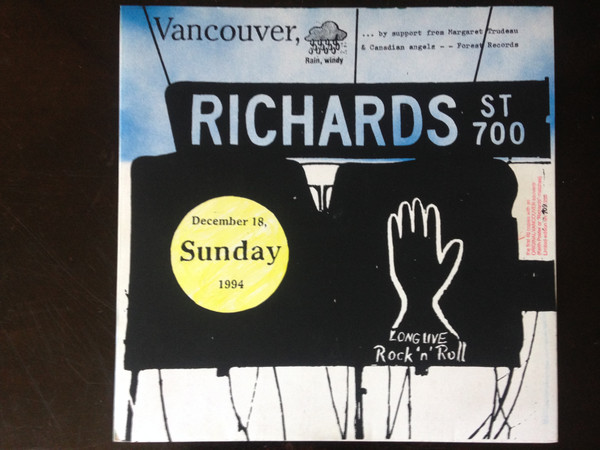 Vancouver,
Rain, windy
... by support from Margaret Trudeau
& Canadian angels - - Forest Records
RICHARDS ST
700
December 18,
Sunday
1994
LONG LIVE
Rock 'n' Roll